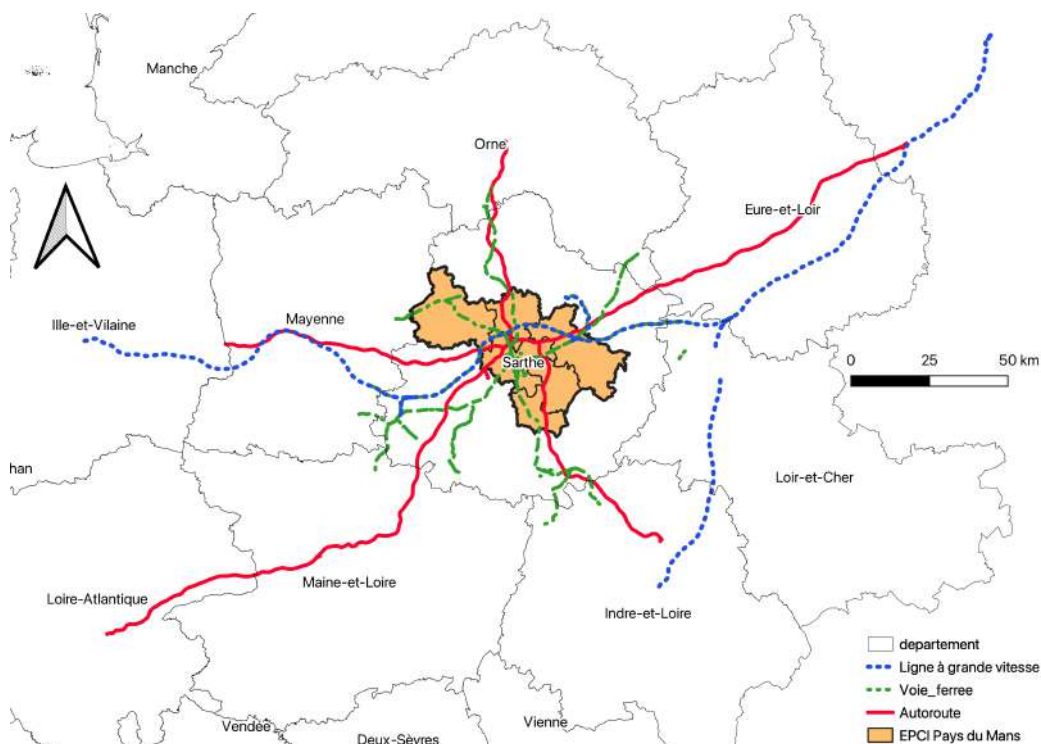 Manche
Orne
Eure-et-Loir
Ille-et-Vilaine
Mayenne
Sarthe
0 25 50 km
han
Loir-et-Cher
Maine-et-Loire
Loire-Atlantique
Indre-et-Loire
Vendée
Deux-Sèvres
Vienne
departement
Ligne à grande vitesse
Voie_ferree
Autoroute
EPCI Pays du Mans